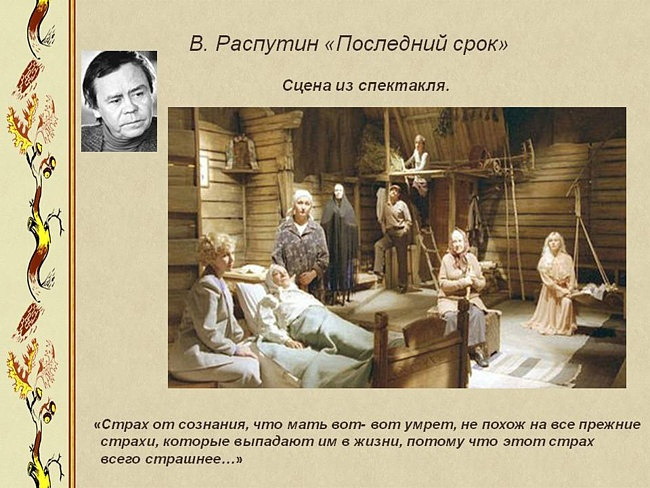 В. Распутин «Последний срок»
Сцена из спектакля.
«Страх от сознания, что мать вот- вот умрет, не похож на все прежние
страхи, которые выпадают им в жизни, потому что этот страх
всего страшнее…»